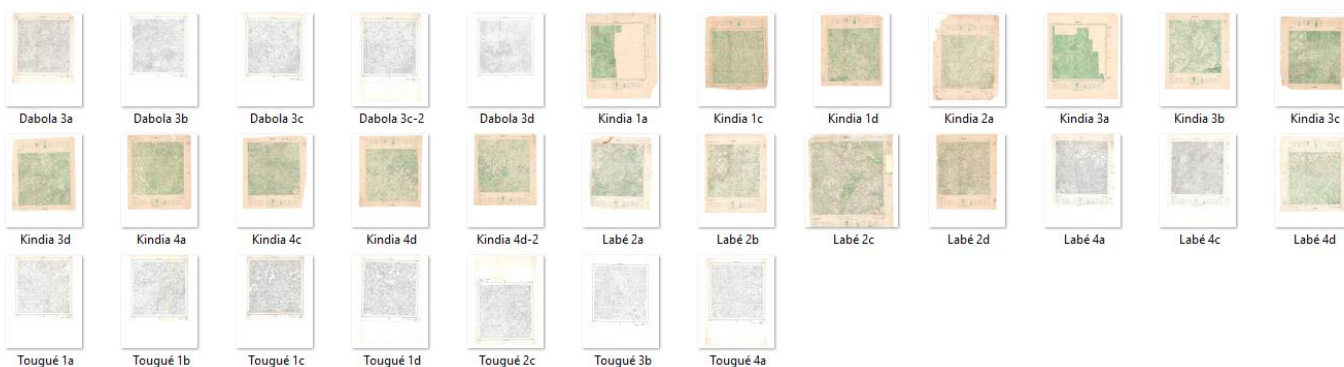 Dabola 3a Dabola 3b Dabola 3c Dabola 3c-2 Dabola 3d Kindia 1a Kindia 1c Kindia 1d Kindia 2a Kindia 3a Kindia 3b Kindia 3c
Kindia 3d Kindia 4a Kindia 4c Kindia 4d Kindia 4d-2 Labé 2a Labé 2b Labé 2c Labé 2d Labé 4a Labé 4c Labé 4d
Tougué 1a Tougué 1b Tougué 1c Tougué 1d Tougué 2c Tougué 3b Tougué 4a